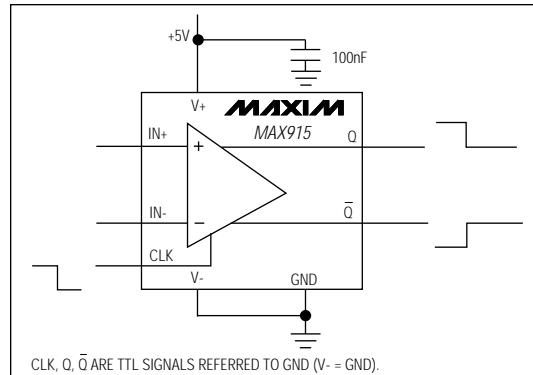 +5V
100nF
V+
MAXIM
MAX915
IN+
Q
+
IN-
Q̅
−
CLK
V-
GND
CLK, Q, Q̅ ARE TTL SIGNALS REFERRED TO GND (V- = GND).